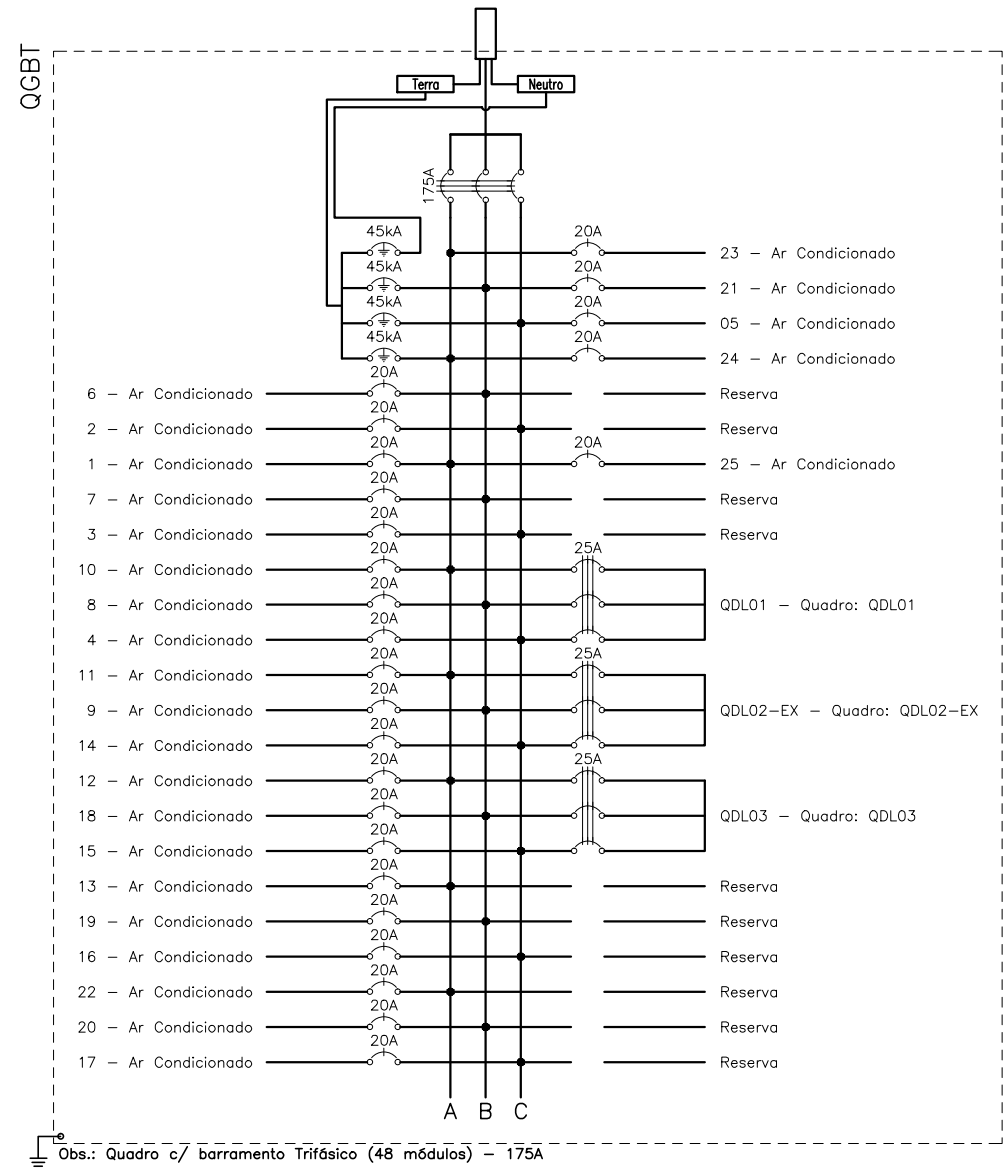 QGBT
Terra Neutro
175A
45kA 20A
23 – Ar Condicionado
45kA 20A
21 – Ar Condicionado
45kA 20A
05 – Ar Condicionado
45kA 20A
24 – Ar Condicionado
20A
6 – Ar Condicionado Reserva
20A
2 – Ar Condicionado Reserva
20A 20A
1 – Ar Condicionado 25 – Ar Condicionado
20A
7 – Ar Condicionado Reserva
20A
3 – Ar Condicionado Reserva
20A 25A
10 – Ar Condicionado
20A
8 – Ar Condicionado QDL01 – Quadro: QDL01
20A
4 – Ar Condicionado
20A 25A
11 – Ar Condicionado
20A
9 – Ar Condicionado QDL02–EX – Quadro: QDL02–EX
20A
14 – Ar Condicionado
20A 25A
12 – Ar Condicionado
20A
18 – Ar Condicionado QDL03 – Quadro: QDL03
20A
15 – Ar Condicionado
20A
13 – Ar Condicionado Reserva
20A
19 – Ar Condicionado Reserva
20A
16 – Ar Condicionado Reserva
20A
22 – Ar Condicionado Reserva
20A
20 – Ar Condicionado Reserva
20A
17 – Ar Condicionado Reserva
A B C
Obs.: Quadro c/ barramento Trifásico (48 módulos) – 175A